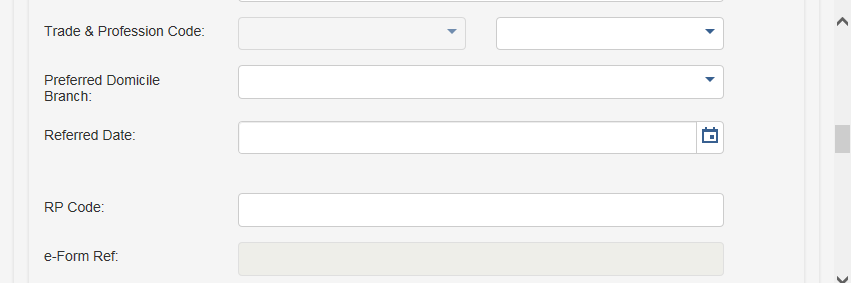 Trade & Profession Code:
Preferred Domicile
Branch:
Referred Date:
RP Code:
e-Form Ref: